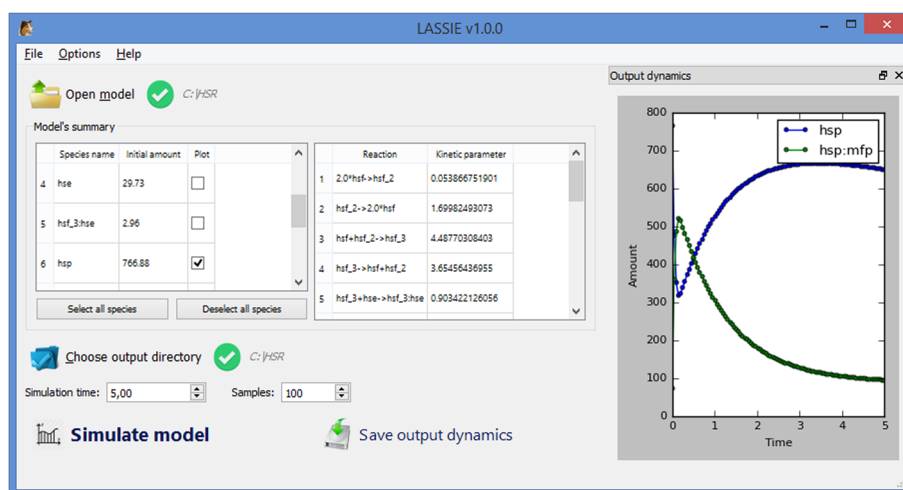 LASSIE v1.0.0
File Options Help
Open model C:\HSR
Model's summary
Species name Initial amount Plot
4 hse 29.73
5 hsf_3:hse 2.96
6 hsp 766.88
Select all species Deselect all species
Reaction Kinetic parameter
1 2.0*hsf->hsf_2 0.053866751901
2 hsf_2->2.0*hsf 1.69982493073
3 hsf+hsf_2->hsf_3 4.48770308403
4 hsf_3->hsf+hsf_2 3.65456436955
5 hsf_3+hse->hsf_3:hse 0.903422126056
Choose output directory C:\HSR
Simulation time: 5,00 Samples: 100
Simulate model Save output dynamics
Output dynamics
hsp
hsp:mfp
Amount
800
700
600
500
400
300
200
100
0
0 1 2 3 4 5
Time